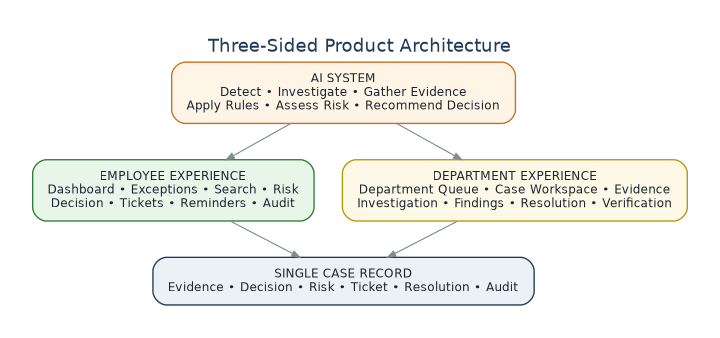 Three-Sided Product Architecture
AI SYSTEM
Detect • Investigate • Gather Evidence
Apply Rules • Assess Risk • Recommend Decision
EMPLOYEE EXPERIENCE
Dashboard • Exceptions • Search • Risk
Decision • Tickets • Reminders • Audit
DEPARTMENT EXPERIENCE
Department Queue • Case Workspace • Evidence
Investigation • Findings • Resolution • Verification
SINGLE CASE RECORD
Evidence • Decision • Risk • Ticket • Resolution • Audit